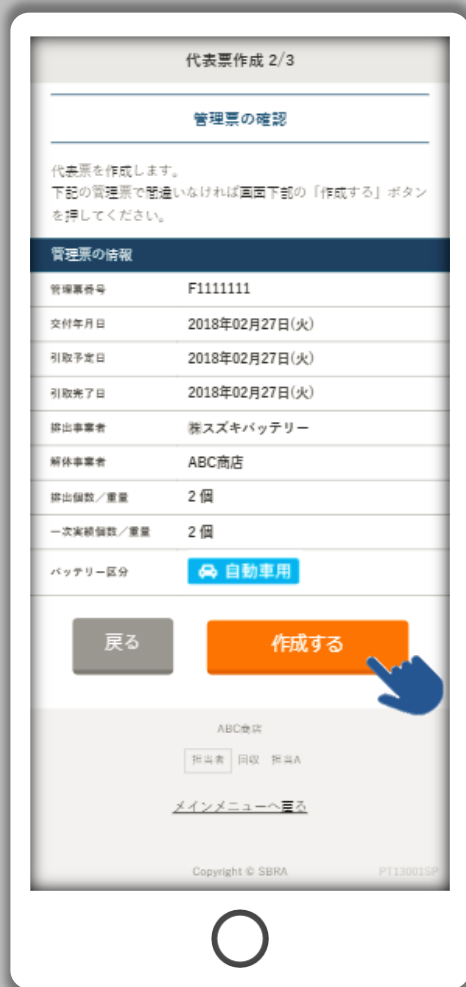 代表票作成 2/3
管理票の確認
代表票を作成します。
下記の管理票で間違いなければ画面下部の「作成する」ボタン
を押してください。
管理票の情報
管理票番号 F1111111
交付年月日 2018年02月27日(火)
引取予定日 2018年02月27日(火)
引取完了日 2018年02月27日(火)
排出事業者 ㈱スズキバッテリー
解体事業者 ABC商店
排出個数／重量 2 個
一次実績個数／重量 2 個
バッテリー区分 自動車用
戻る 作成する
ABC商店
担当者 回収 担当A
メインメニューへ戻る
Copyright © SBRA PT13001SP